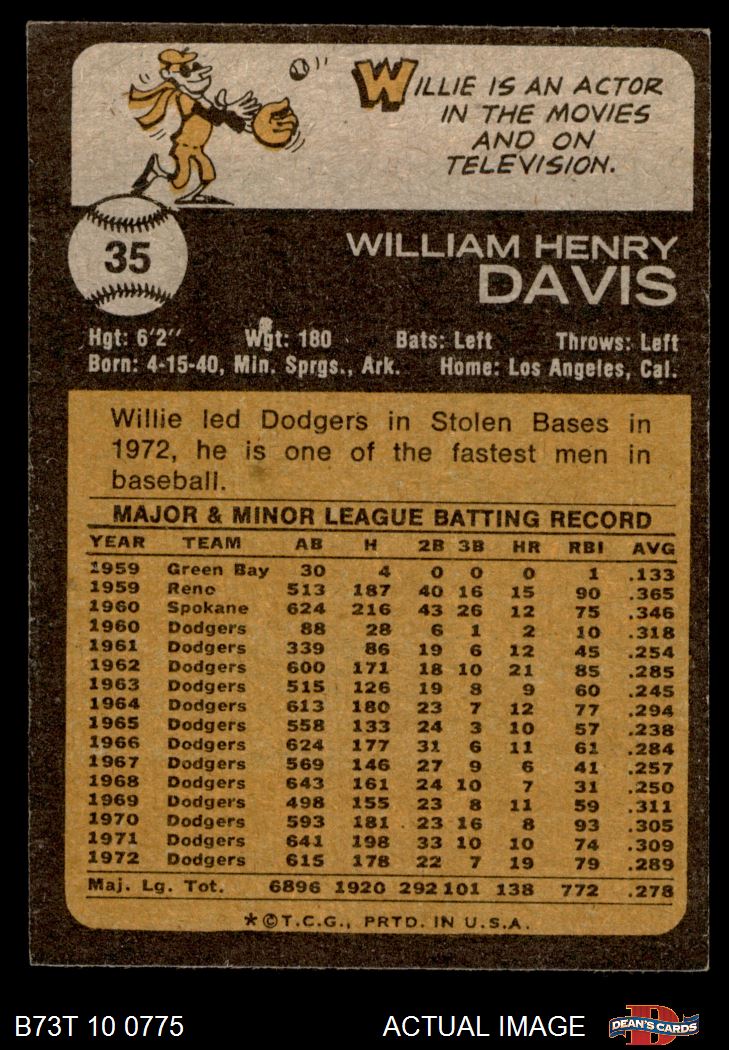 WILLIE IS AN ACTOR
IN THE MOVIES
AND ON
TELEVISION.
35
WILLIAM HENRY
DAVIS
Hgt: 6'2" Wgt: 180 Bats: Left Throws: Left
Born: 4-15-40, Min. Sprgs., Ark. Home: Los Angeles, Cal.
Willie led Dodgers in Stolen Bases in
1972, he is one of the fastest men in
baseball.
MAJOR & MINOR LEAGUE BATTING RECORD
YEAR TEAM AB H 2B 3B HR RBI AVG
1959 Green Bay 30 4 0 0 0 1 .133
1959 Reno 513 187 40 16 15 90 .365
1960 Spokane 624 216 43 26 12 75 .346
1960 Dodgers 88 28 6 1 2 10 .318
1961 Dodgers 339 86 19 6 12 45 .254
1962 Dodgers 600 171 18 10 21 85 .285
1963 Dodgers 515 126 19 8 9 60 .245
1964 Dodgers 613 180 23 7 12 77 .294
1965 Dodgers 558 133 24 3 10 57 .238
1966 Dodgers 624 177 31 6 11 61 .284
1967 Dodgers 569 146 27 9 6 41 .257
1968 Dodgers 643 161 24 10 7 31 .250
1969 Dodgers 498 155 23 8 11 59 .311
1970 Dodgers 593 181 23 16 8 93 .305
1971 Dodgers 641 198 33 10 10 74 .309
1972 Dodgers 615 178 22 7 19 79 .289
Maj. Lg. Tot. 6896 1920 292 101 138 772 .278
*©T.C.G., PRTD. IN U.S.A.
B73T 10 0775 ACTUAL IMAGE DEAN'S CARDS